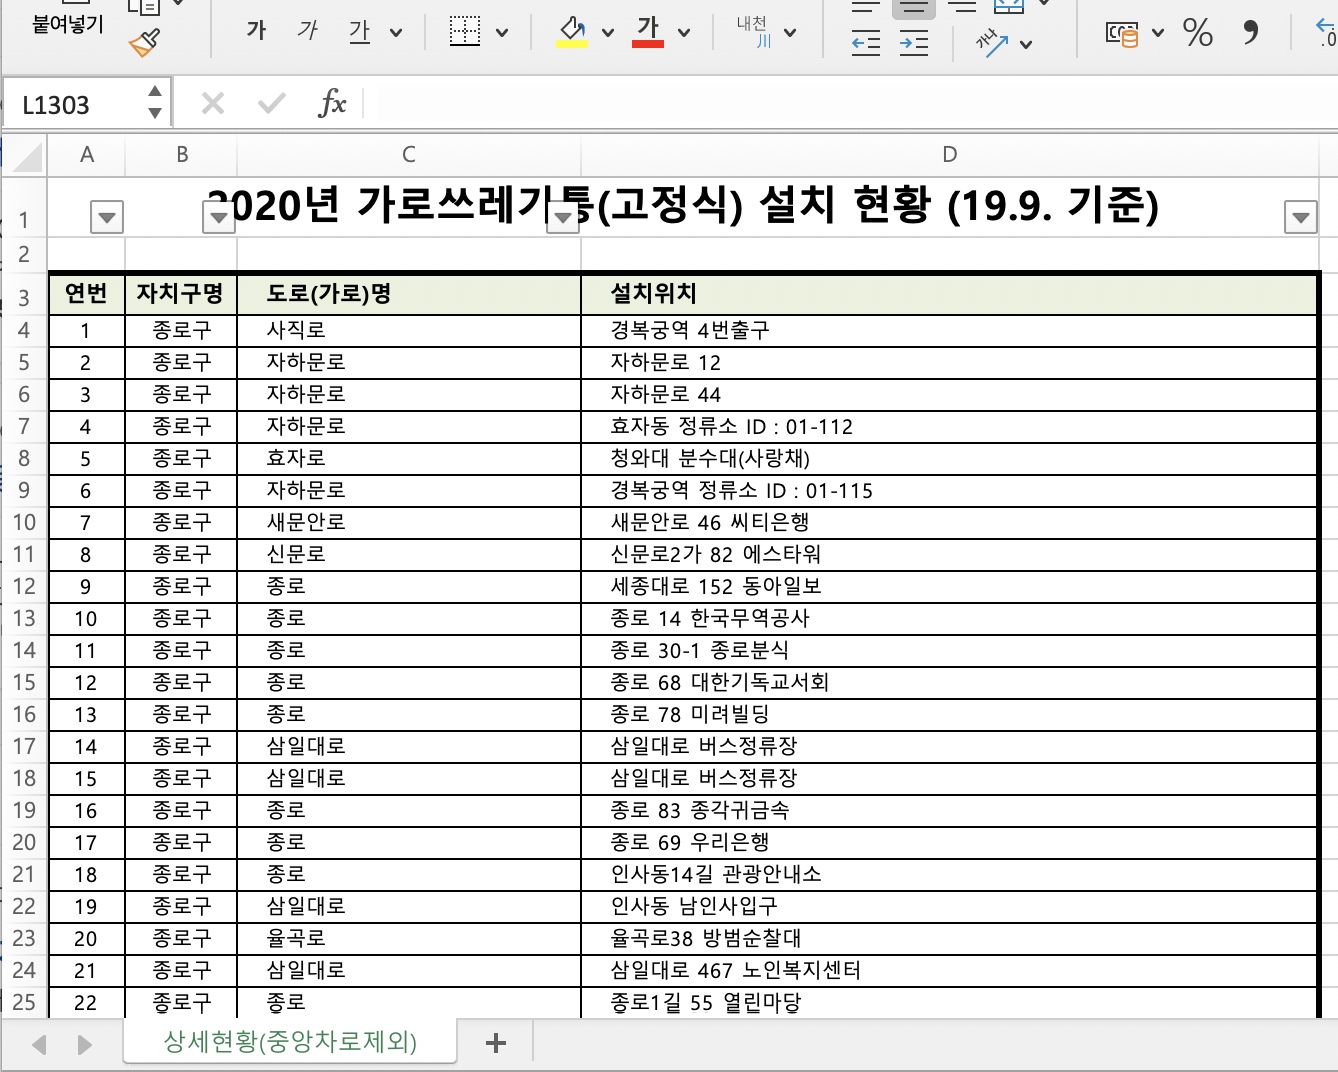 붙여넣기
가 가 가 가 내천 川 가나 % .0
L1303 fx
A B C D
1 2020년 가로쓰레기통(고정식) 설치 현황 (19.9. 기준)
2
3 연번 자치구명 도로(가로)명 설치위치
4 1 종로구 사직로 경복궁역 4번출구
5 2 종로구 자하문로 자하문로 12
6 3 종로구 자하문로 자하문로 44
7 4 종로구 자하문로 효자동 정류소 ID : 01-112
8 5 종로구 효자로 청와대 분수대(사랑채)
9 6 종로구 자하문로 경복궁역 정류소 ID : 01-115
10 7 종로구 새문안로 새문안로 46 씨티은행
11 8 종로구 신문로 신문로2가 82 에스타워
12 9 종로구 종로 세종대로 152 동아일보
13 10 종로구 종로 종로 14 한국무역공사
14 11 종로구 종로 종로 30-1 종로분식
15 12 종로구 종로 종로 68 대한기독교서회
16 13 종로구 종로 종로 78 미려빌딩
17 14 종로구 삼일대로 삼일대로 버스정류장
18 15 종로구 삼일대로 삼일대로 버스정류장
19 16 종로구 종로 종로 83 종각귀금속
20 17 종로구 종로 종로 69 우리은행
21 18 종로구 종로 인사동14길 관광안내소
22 19 종로구 삼일대로 인사동 남인사입구
23 20 종로구 율곡로 율곡로38 방범순찰대
24 21 종로구 삼일대로 삼일대로 467 노인복지센터
25 22 종로구 종로 종로1길 55 열린마당
상세현황(중앙차로제외) +